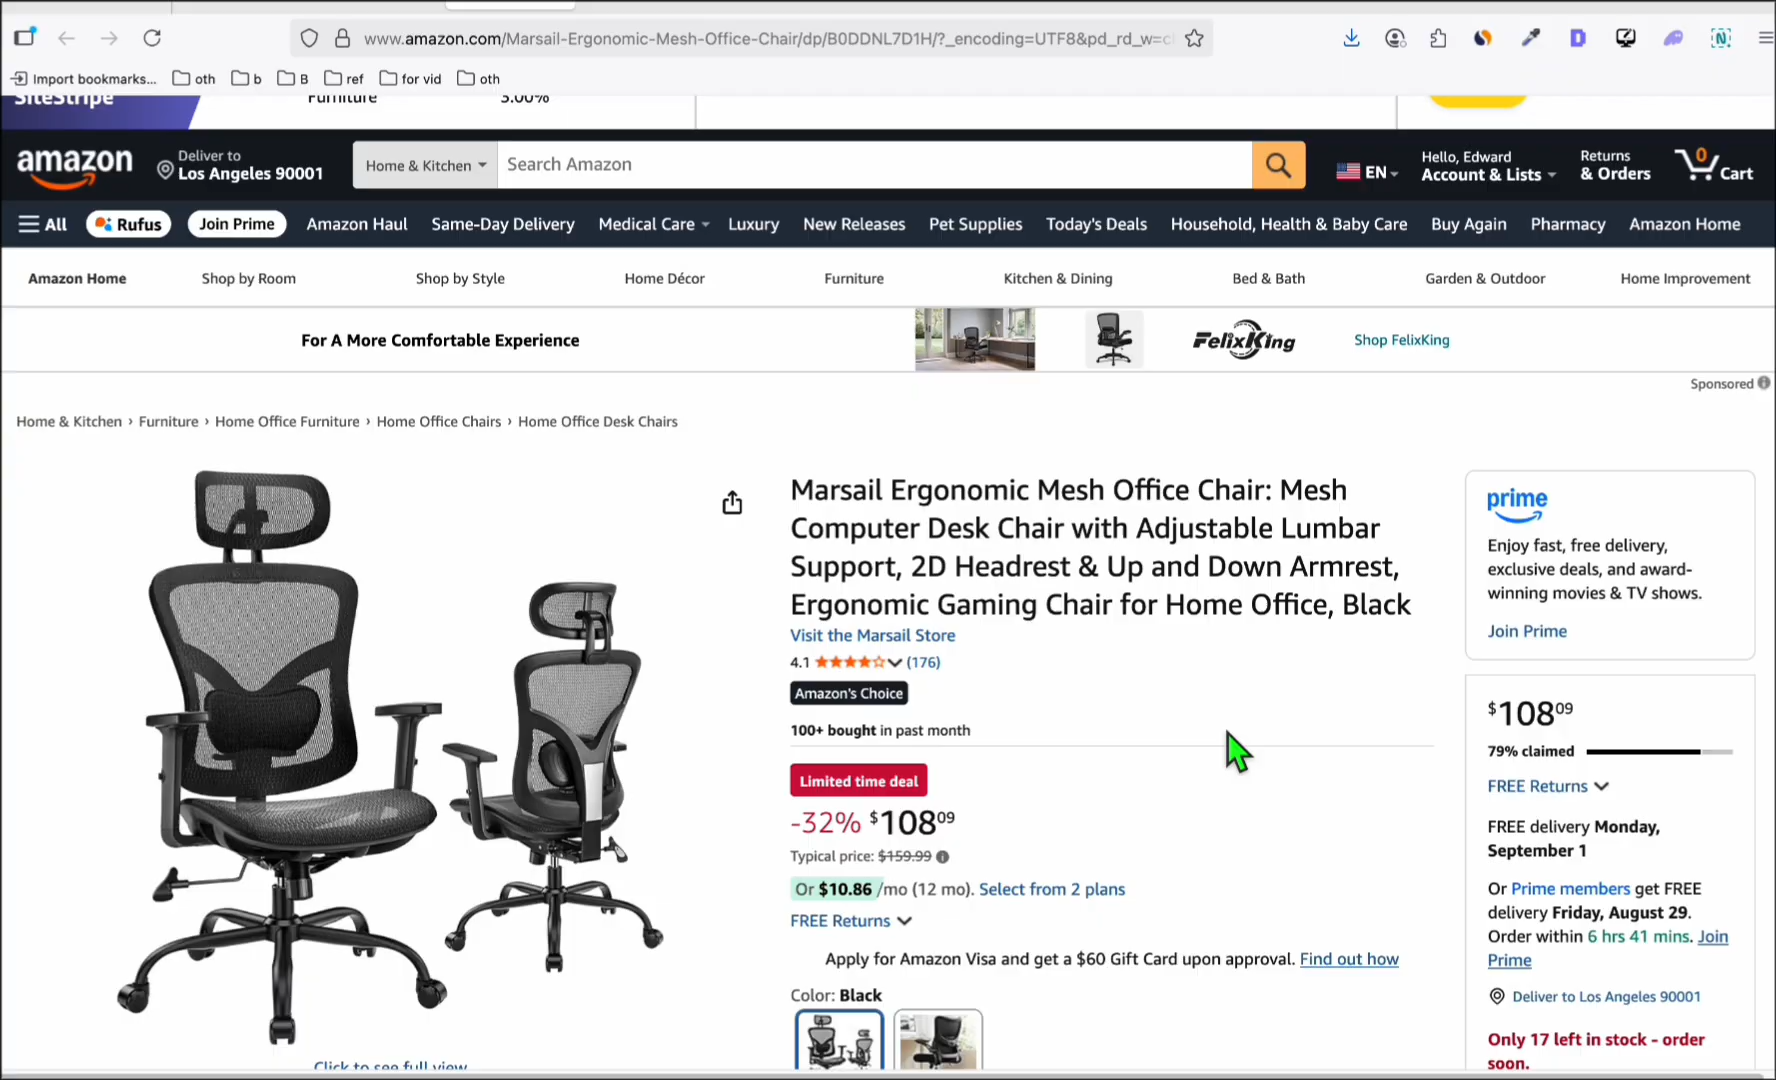 www.amazon.com/Marsail-Ergonomic-Mesh-Office-Chair/dp/B0DDNL7D1H/?_encoding=UTF8&pd_rd_w=c
Import bookmarks...
oth
b
B
ref
for vid
oth
SiteStripe
Furniture
3.00%
amazon
Deliver to
Los Angeles 90001
Home & Kitchen
Search Amazon
EN
Hello, Edward
Account & Lists
Returns
& Orders
0
Cart
All
Rufus
Join Prime
Amazon Haul
Same-Day Delivery
Medical Care
Luxury
New Releases
Pet Supplies
Today's Deals
Household, Health & Baby Care
Buy Again
Pharmacy
Amazon Home
Amazon Home
Shop by Room
Shop by Style
Home Décor
Furniture
Kitchen & Dining
Bed & Bath
Garden & Outdoor
Home Improvement
For A More Comfortable Experience
FelixKing
Shop FelixKing
Sponsored
Home & Kitchen › Furniture › Home Office Furniture › Home Office Chairs › Home Office Desk Chairs
Marsail Ergonomic Mesh Office Chair: Mesh
Computer Desk Chair with Adjustable Lumbar
Support, 2D Headrest & Up and Down Armrest,
Ergonomic Gaming Chair for Home Office, Black
Visit the Marsail Store
4.1 (176)
Amazon's Choice
100+ bought in past month
Limited time deal
-32% $108 09
Typical price: $159.99
Or $10.86 /mo (12 mo). Select from 2 plans
FREE Returns
Apply for Amazon Visa and get a $60 Gift Card upon approval. Find out how
Color: Black
Click to see full view
prime
Enjoy fast, free delivery,
exclusive deals, and award-
winning movies & TV shows.
Join Prime
$108 09
79% claimed
FREE Returns
FREE delivery Monday,
September 1
Or Prime members get FREE
delivery Friday, August 29.
Order within 6 hrs 41 mins. Join
Prime
Deliver to Los Angeles 90001
Only 17 left in stock - order
soon.